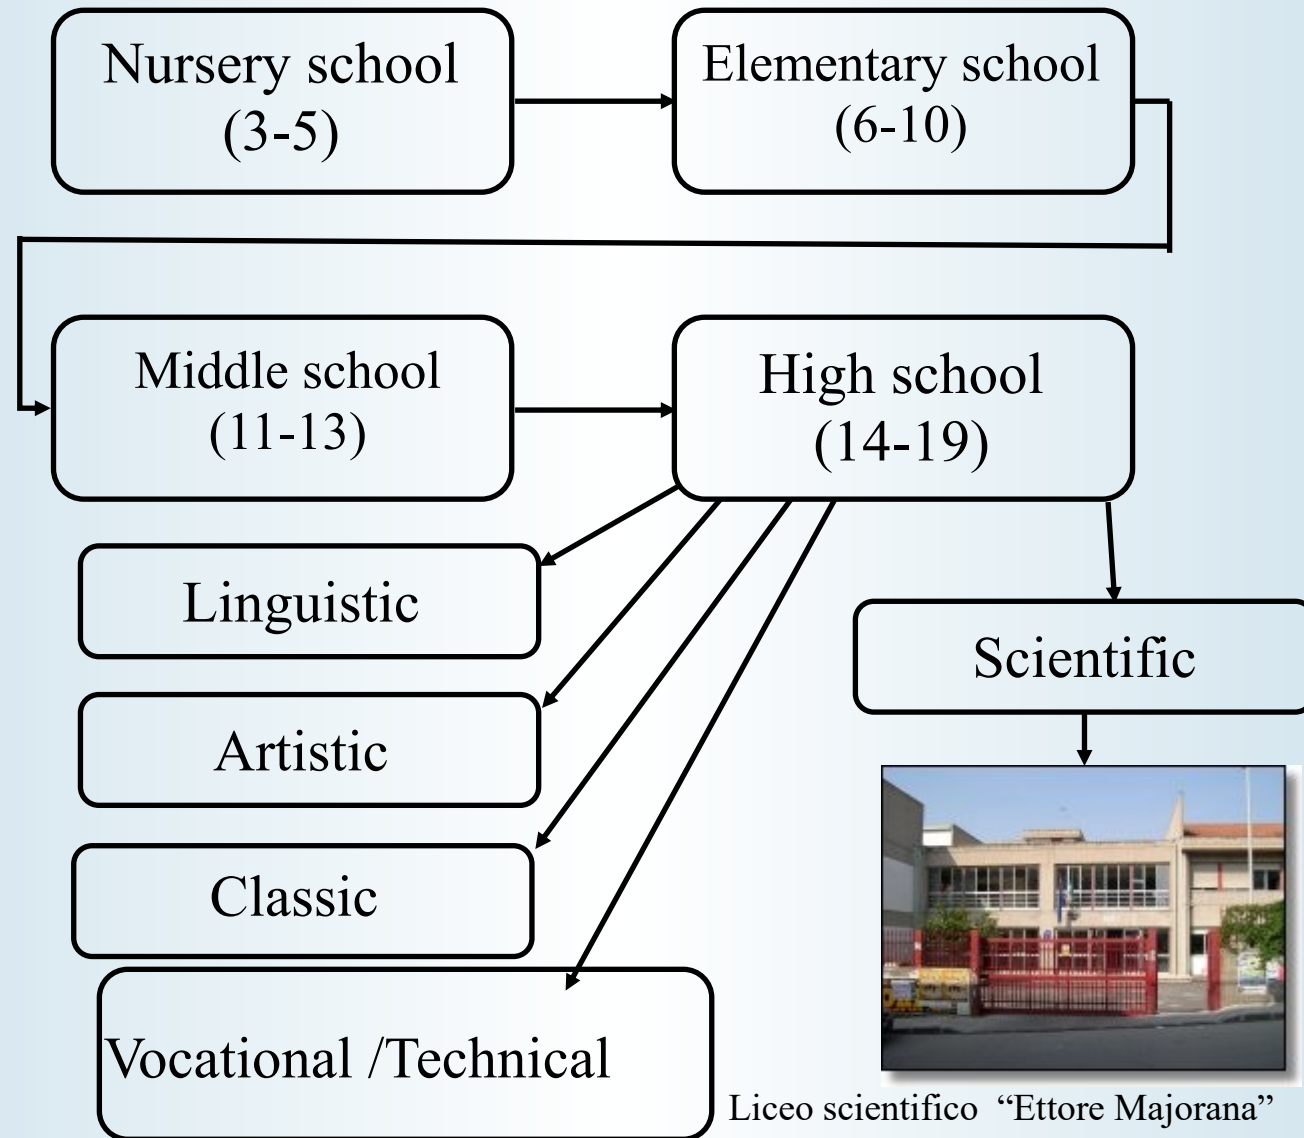 Nursery school
(3-5)
Elementary school
(6-10)
Middle school
(11-13)
High school
(14-19)
Linguistic
Artistic
Classic
Vocational /Technical
Scientific
Liceo scientifico “Ettore Majorana”